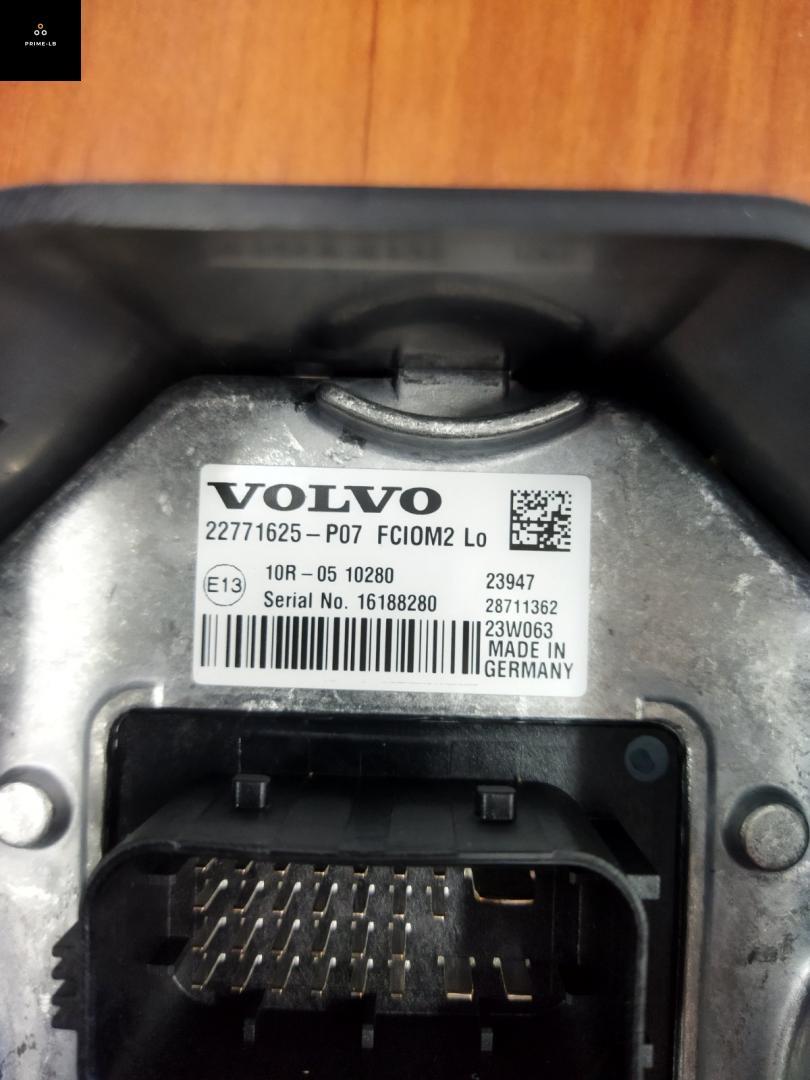 PRIME-LB
VOLVO
22771625-P07 FCIOM2 Lo
E13
10R-05 10280
Serial No. 16188280
23947
28711362
23W063
MADE IN
GERMANY